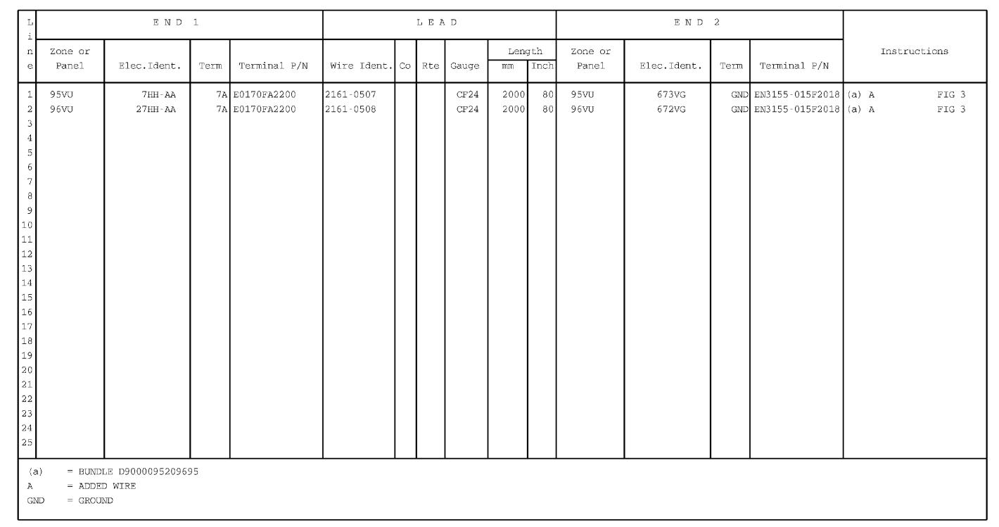 L i n e
E N D 1 L E A D E N D 2
Zone or Length Zone or Instructions
Panel Elec.Ident. Term Terminal P/N Wire Ident. Co Rte Gauge mm Inch Panel Elec.Ident. Term Terminal P/N
1 95VU 7HH-AA 7A E0170FA2200 2161-0507 CF24 2000 80 95VU 673VG GND EN3155-015F2018 (a) A FIG 3
2 96VU 27HH-AA 7A E0170FA2200 2161-0508 CF24 2000 80 96VU 672VG GND EN3155-015F2018 (a) A FIG 3
3
4
5
6
7
8
9
10
11
12
13
14
15
16
17
18
19
20
21
22
23
24
25
(a) = BUNDLE D9000095209695
A = ADDED WIRE
GND = GROUND